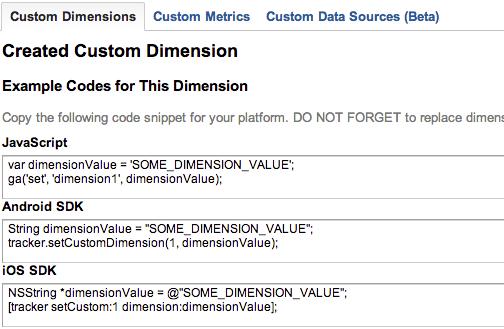 Custom Dimensions Custom Metrics Custom Data Sources (Beta)
Created Custom Dimension
Example Codes for This Dimension
Copy the following code snippet for your platform. DO NOT FORGET to replace dimens
JavaScript
var dimensionValue = 'SOME_DIMENSION_VALUE';
ga('set', 'dimension1', dimensionValue);
Android SDK
String dimensionValue = "SOME_DIMENSION_VALUE";
tracker.setCustomDimension(1, dimensionValue);
iOS SDK
NSString *dimensionValue = @"SOME_DIMENSION_VALUE";
[tracker setCustom:1 dimension:dimensionValue];